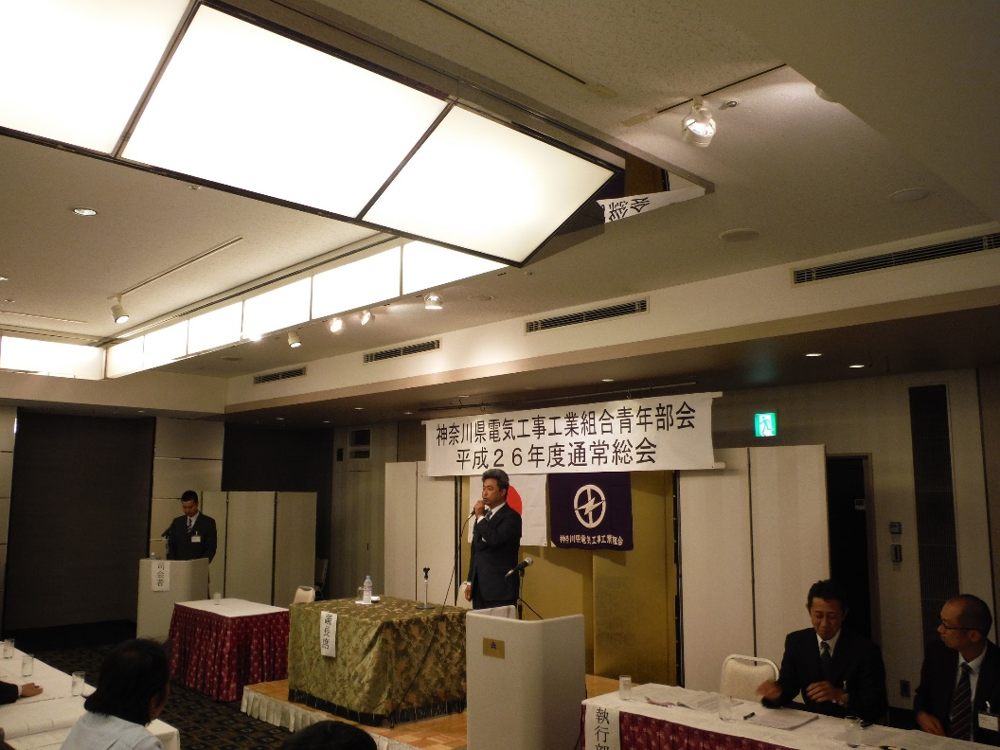 神奈川県電気工事工業組合青年部会
平成２６年度通常総会
神奈川県電気工事工業組合
司会者
議長席
執行部
総会